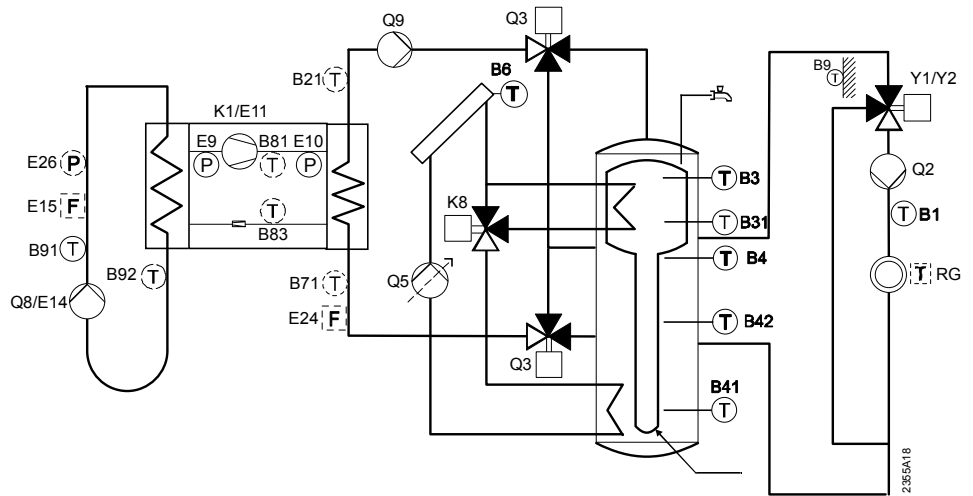 Q9
Q3
B21
B6
B9
T
Y1/Y2
T
T
K1/E11
E9
B81
E10
E26
P
P
T
P
T
B3
Q2
E15
F
T
K8
T
B31
T
B1
B83
B91
T
B92
T
B71
T
Q5
T
B4
T
RG
Q8/E14
E24
F
T
B42
Q3
B41
T
2355A18